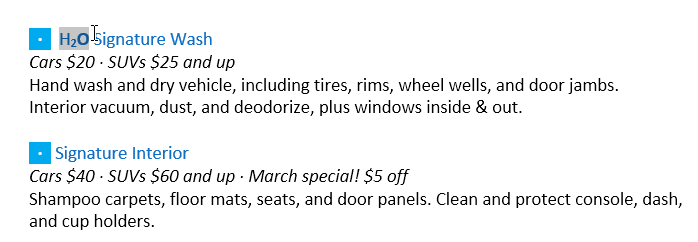 H₂O Signature Wash
Cars $20 · SUVs $25 and up
Hand wash and dry vehicle, including tires, rims, wheel wells, and door jambs.
Interior vacuum, dust, and deodorize, plus windows inside & out.
Signature Interior
Cars $40 · SUVs $60 and up · March special! $5 off
Shampoo carpets, floor mats, seats, and door panels. Clean and protect console, dash,
and cup holders.